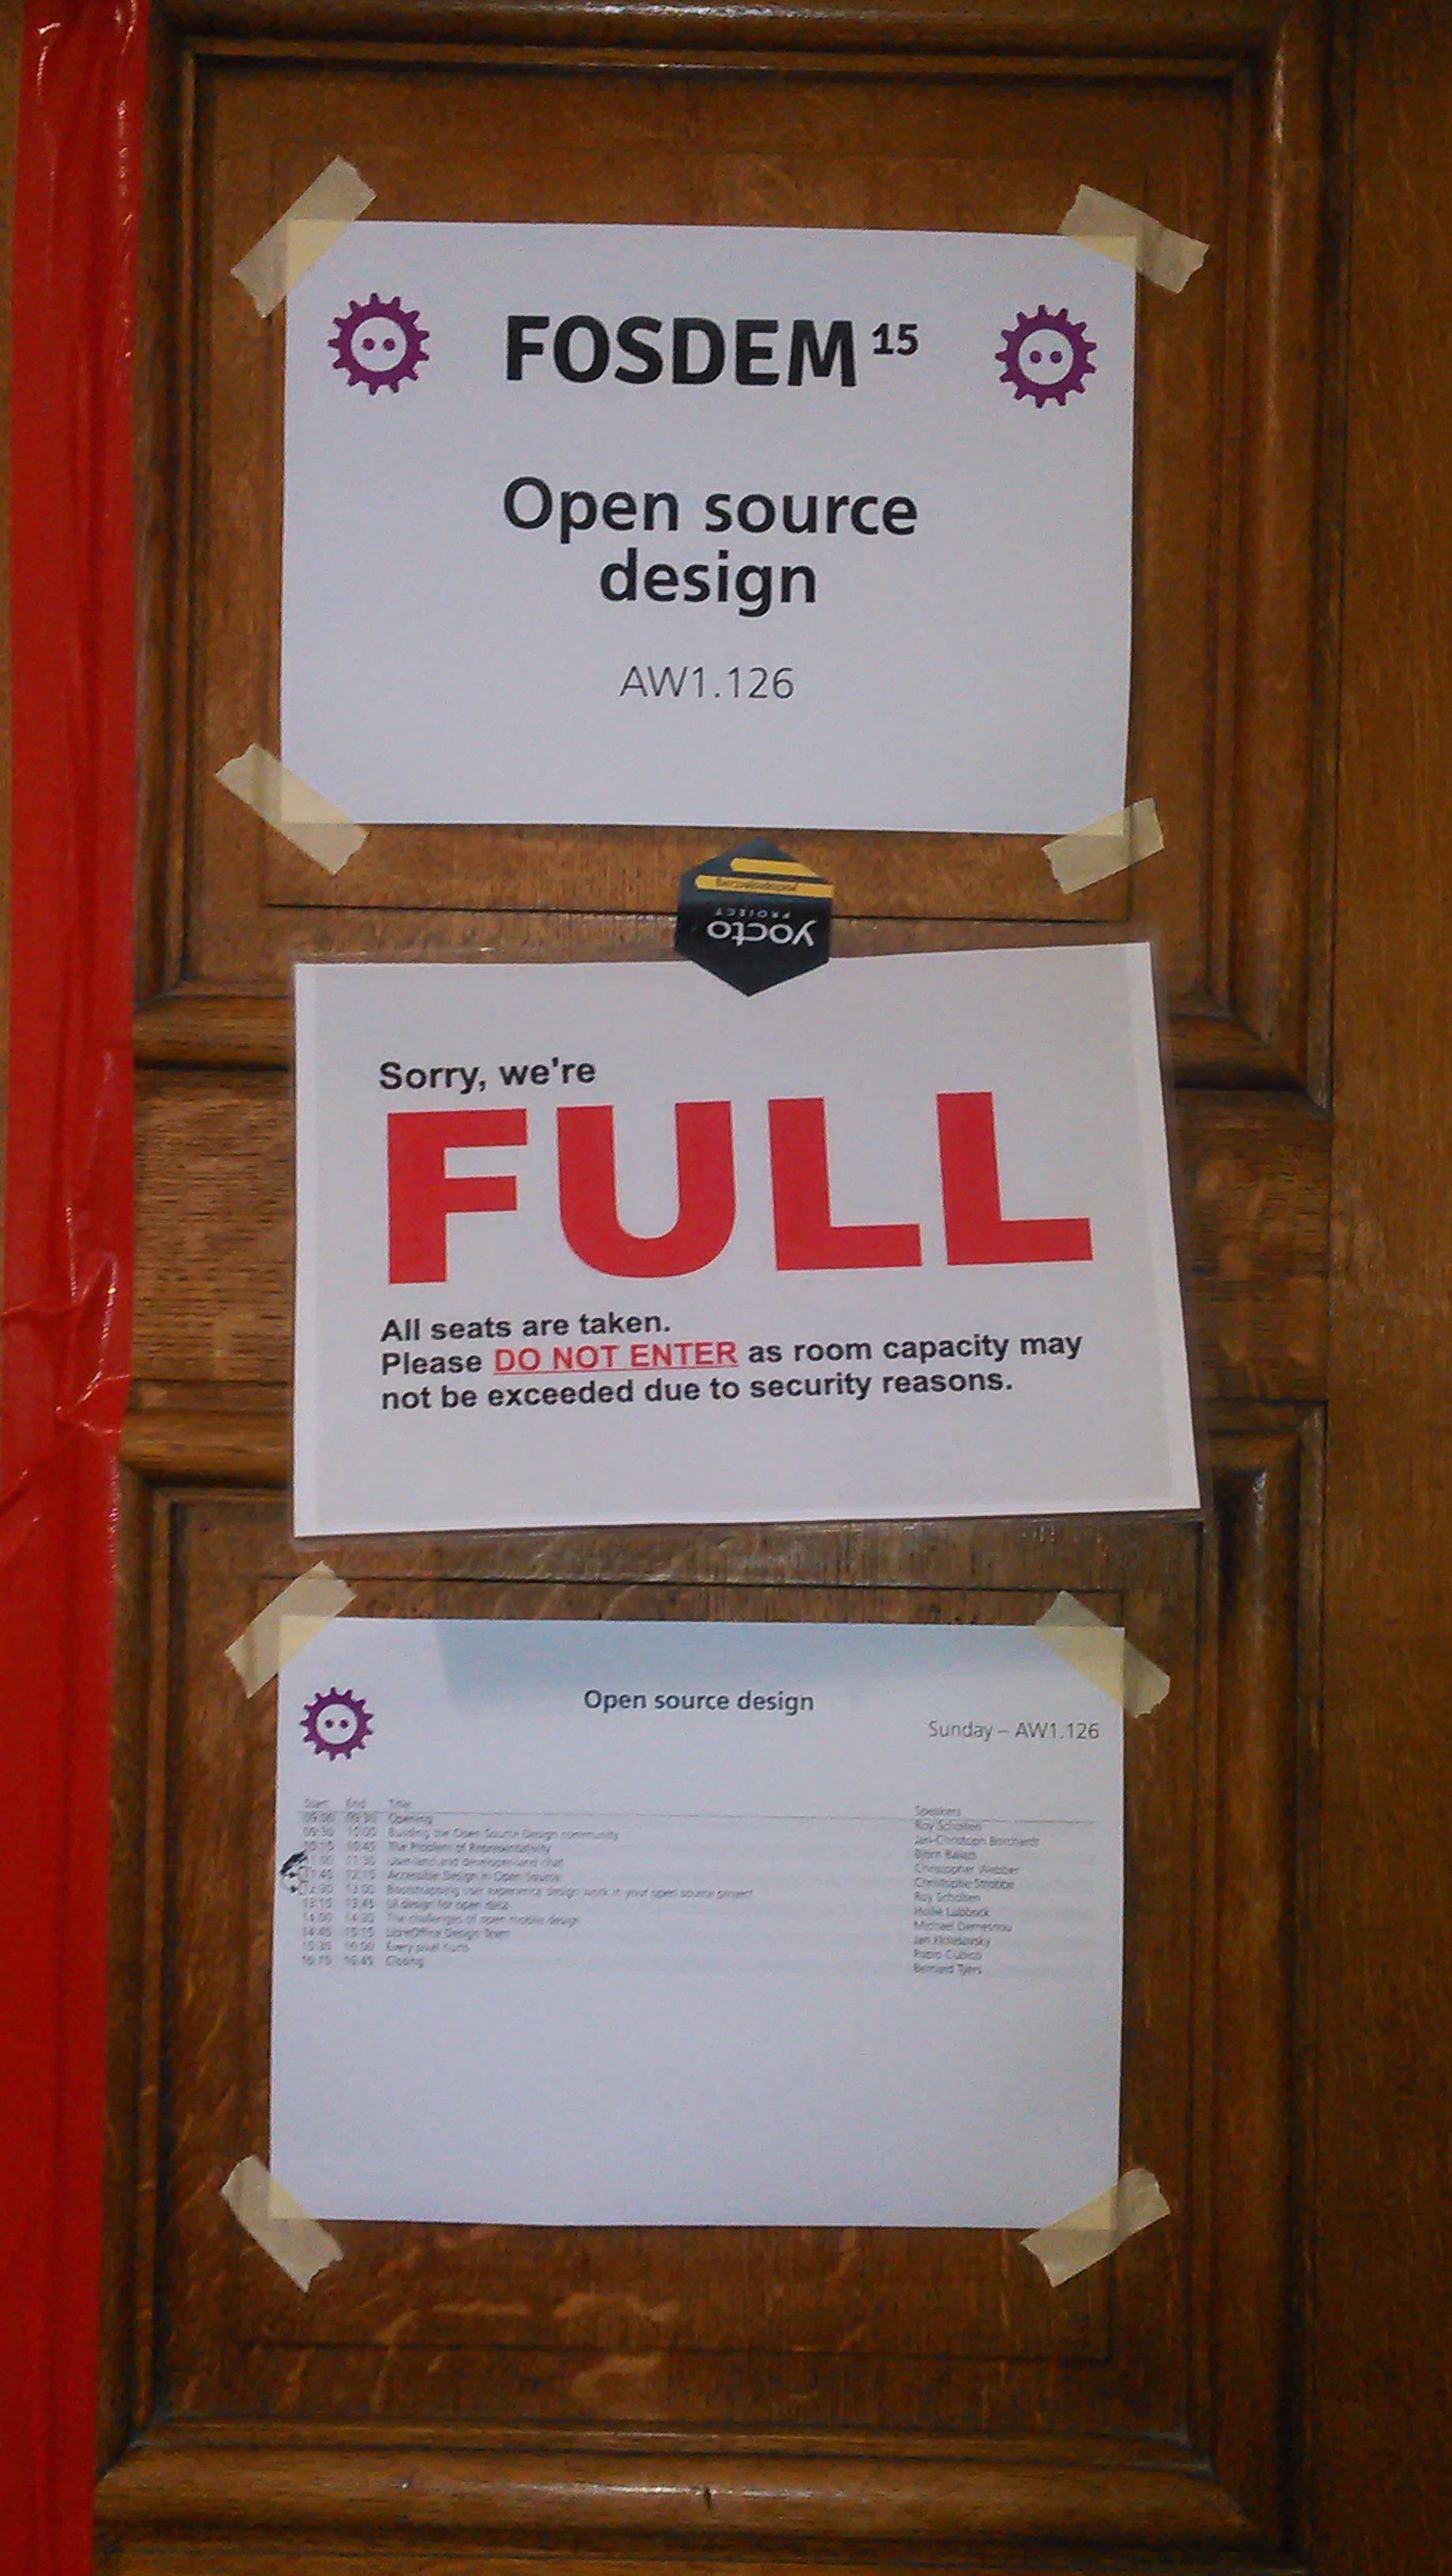 FOSDEM 15
Open source
design
AW1.126
yocto
PROJECT
Sorry, we're
FULL
All seats are taken.
Please DO NOT ENTER as room capacity may
not be exceeded due to security reasons.
Open source design
Sunday – AW1.126
Start End Title Speakers
09:00 09:30 Opening Roy Scholten
09:30 10:00 Building the Open Source Design community Jan-Christoph Borchardt
10:15 10:45 The Problem of Representativity Björn Balazs
11:30 User-land and developer-land chat Christopher Webber
11:45 12:15 Accessible Design in Open Source Christophe Strobbe
12:30 13:00 Bootstrapping user experience design work in your open source project Roy Scholten
13:15 13:45 UI design for open data Hollie Lubbock
14:00 14:30 The challenges of open mobile design Michael Demetriou
14:45 15:15 LibreOffice Design Team Jan Holesovsky
15:30 16:00 Every pixel hurts Pablo Cubico
16:15 16:45 Closing Bernard Tyers